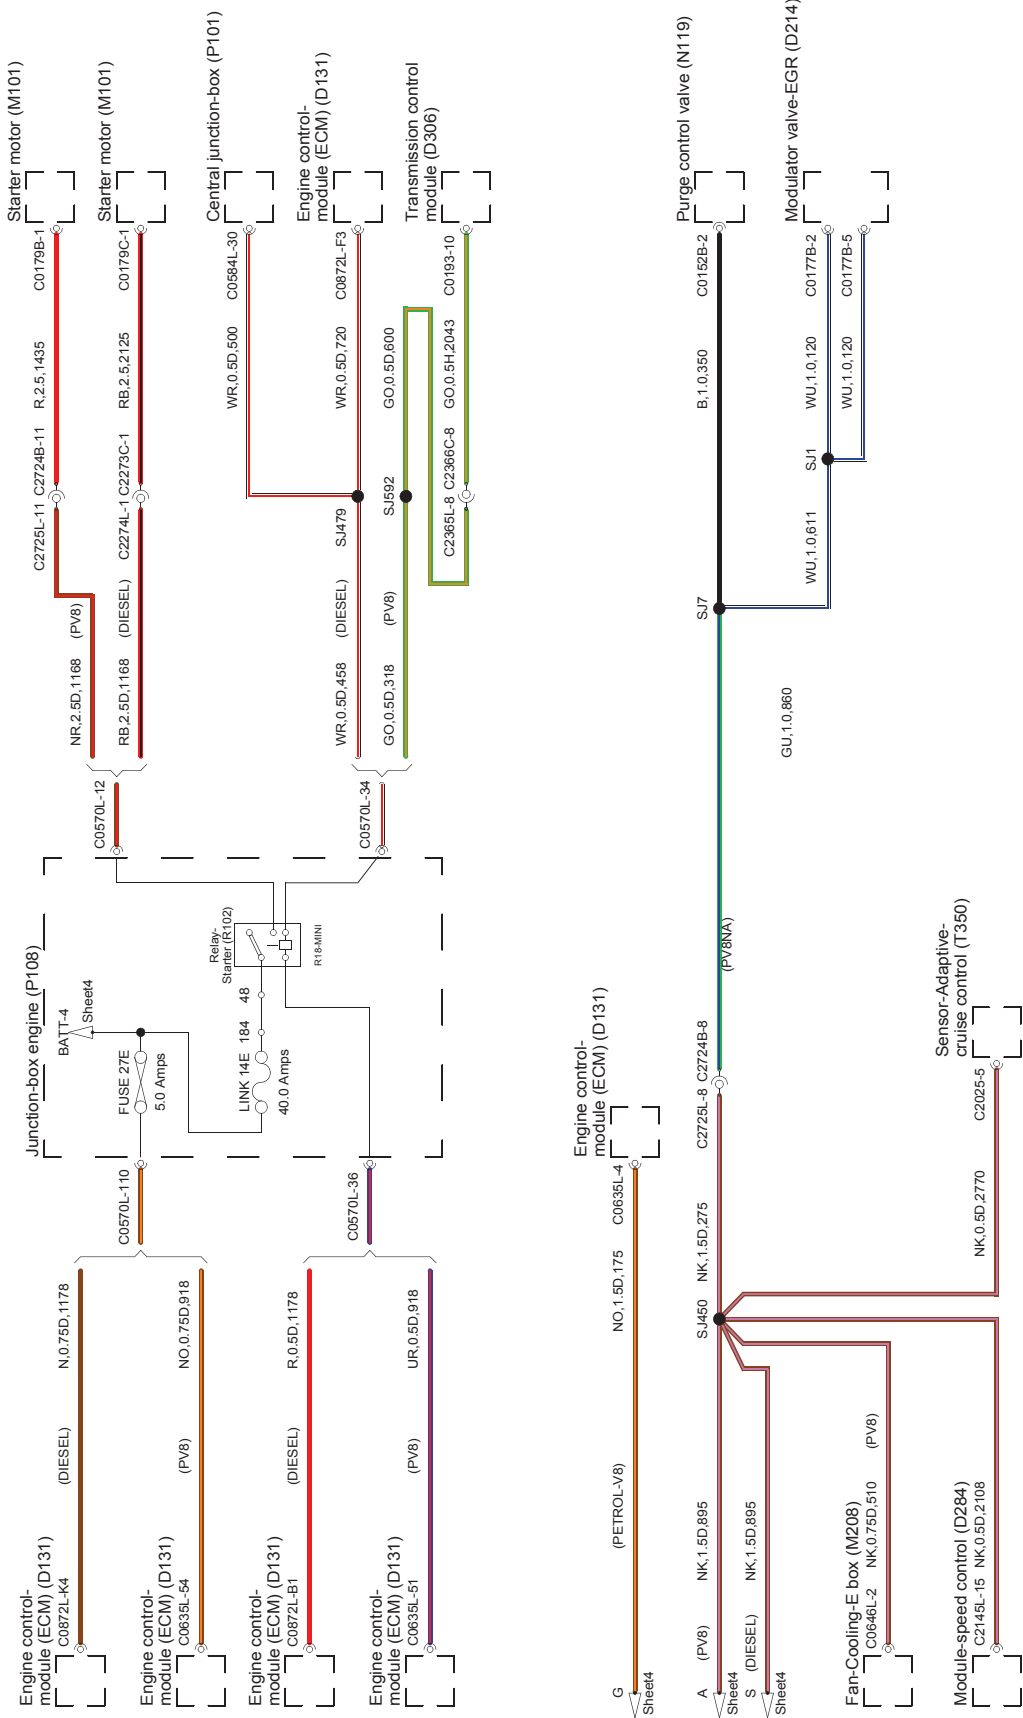 Starter motor (M101)
C0179B-1
R,2.5,1435
C2724B-11
C2725L-11
(PV8)
NR,2.5D,1168
Starter motor (M101)
C0179C-1
RB,2.5,2125
C2273C-1
C2274L-1
(DIESEL)
RB,2.5D,1168
C0570L-12
Central junction-box (P101)
C0584L-30
WR,0.5D,500
Engine control-
module (ECM) (D131)
C0872L-F3
WR,0.5D,720
SJ479
(DIESEL)
WR,0.5D,458
Transmission control
module (D306)
C0193-10
GO,0.5H,2043
C2366C-8
C2365L-8
GO,0.5D,600
SJ592
(PV8)
GO,0.5D,318
C0570L-34
Junction-box engine (P108)
BATT-4
Sheet4
FUSE 27E
5.0 Amps
LINK 14E
40.0 Amps
184
48
Relay-
Starter (R102)
R18-MINI
C0570L-110
C0570L-36
N,0.75D,1178
(DIESEL)
Engine control-
module (ECM) (D131)
C0872L-K4
NO,0.75D,918
(PV8)
Engine control-
module (ECM) (D131)
C0635L-54
R,0.5D,1178
(DIESEL)
Engine control-
module (ECM) (D131)
C0872L-B1
UR,0.5D,918
(PV8)
Engine control-
module (ECM) (D131)
C0635L-51
Purge control valve (N119)
C0152B-2
B,1.0,350
SJ7
Modulator valve-EGR (D214)
C0177B-2
C0177B-5
WU,1.0,120
WU,1.0,120
SJ1
WU,1.0,611
GU,1.0,860
(PV8NA)
C2724B-8
C2725L-8
NK,1.5D,275
SJ450
Engine control-
module (ECM) (D131)
C0635L-4
NO,1.5D,175
(PETROL-V8)
G
Sheet4
Sensor-Adaptive-
cruise control (T350)
C2025-5
NK,0.5D,2770
NK,1.5D,895
(PV8)
A
Sheet4
NK,1.5D,895
(DIESEL)
S
Sheet4
Fan-Cooling-E box (M208)
C0646L-2
NK,0.75D,510
(PV8)
Module-speed control (D284)
C2145L-15
NK,0.5D,2108